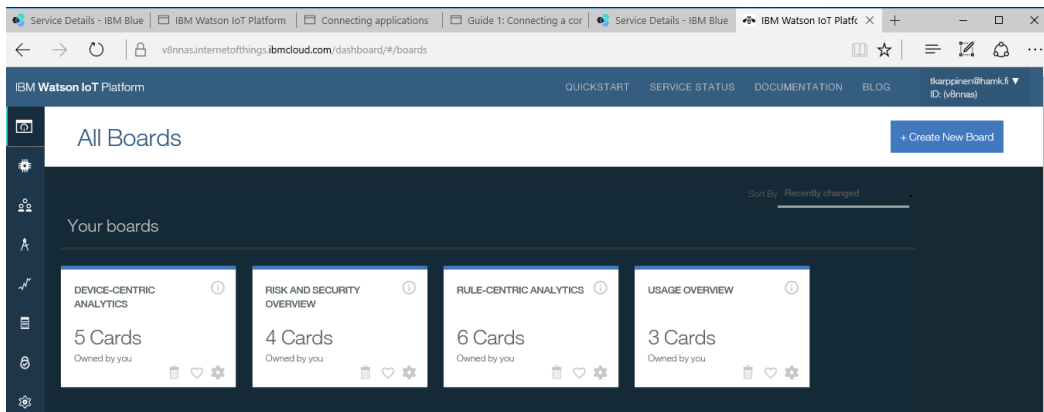 Service Details - IBM Blue
IBM Watson IoT Platform
Connecting applications
Guide 1: Connecting a cor
Service Details - IBM Blue
IBM Watson IoT Platfc
v8nnas.internetofthings.ibmcloud.com/dashboard/#/boards
IBM Watson IoT Platform
QUICKSTART
SERVICE STATUS
DOCUMENTATION
BLOG
tkarppinen@hamk.fi ▼
ID: (v8nnas)
All Boards
+ Create New Board
Sort By Recently changed
Your boards
DEVICE-CENTRIC
ANALYTICS
5 Cards
Owned by you
RISK AND SECURITY
OVERVIEW
4 Cards
Owned by you
RULE-CENTRIC ANALYTICS
6 Cards
Owned by you
USAGE OVERVIEW
3 Cards
Owned by you